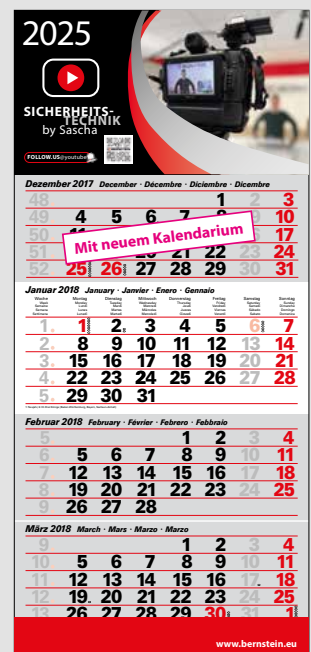 2025
SICHERHEITS-
TECHNIK
by Sascha
FOLLOW.US@youtube
Dezember 2017 December · Décembre · Diciembre · Dicembre
48 1 2 3
49 4 5 6 7 8 9 10
50 11 17
51 20 21 22 23 24
52 25 26 27 28 29 30 31
Mit neuem Kalendarium
Januar 2018 January · Janvier · Enero · Gennaio
Woche Montag Dienstag Mittwoch Donnerstag Freitag Samstag Sonntag
1. 1 2 3 4 5 6 7
2. 8 9 10 11 12 13 14
3. 15 16 17 18 19 20 21
4. 22 23 24 25 26 27 28
5. 29 30 31
Februar 2018 February · Février · Febrero · Febbraio
5 1 2 3 4
6 5 6 7 8 9 10 11
7 12 13 14 15 16 17 18
8 19 20 21 22 23 24 25
9 26 27 28
März 2018 March · Mars · Marzo · Marzo
9 1 2 3 4
10 5 6 7 8 9 10 11
11 12 13 14 15 16 17 18
12 19 20 21 22 23 24 25
13 26 27 28 29 30 31 1
www.bernstein.eu